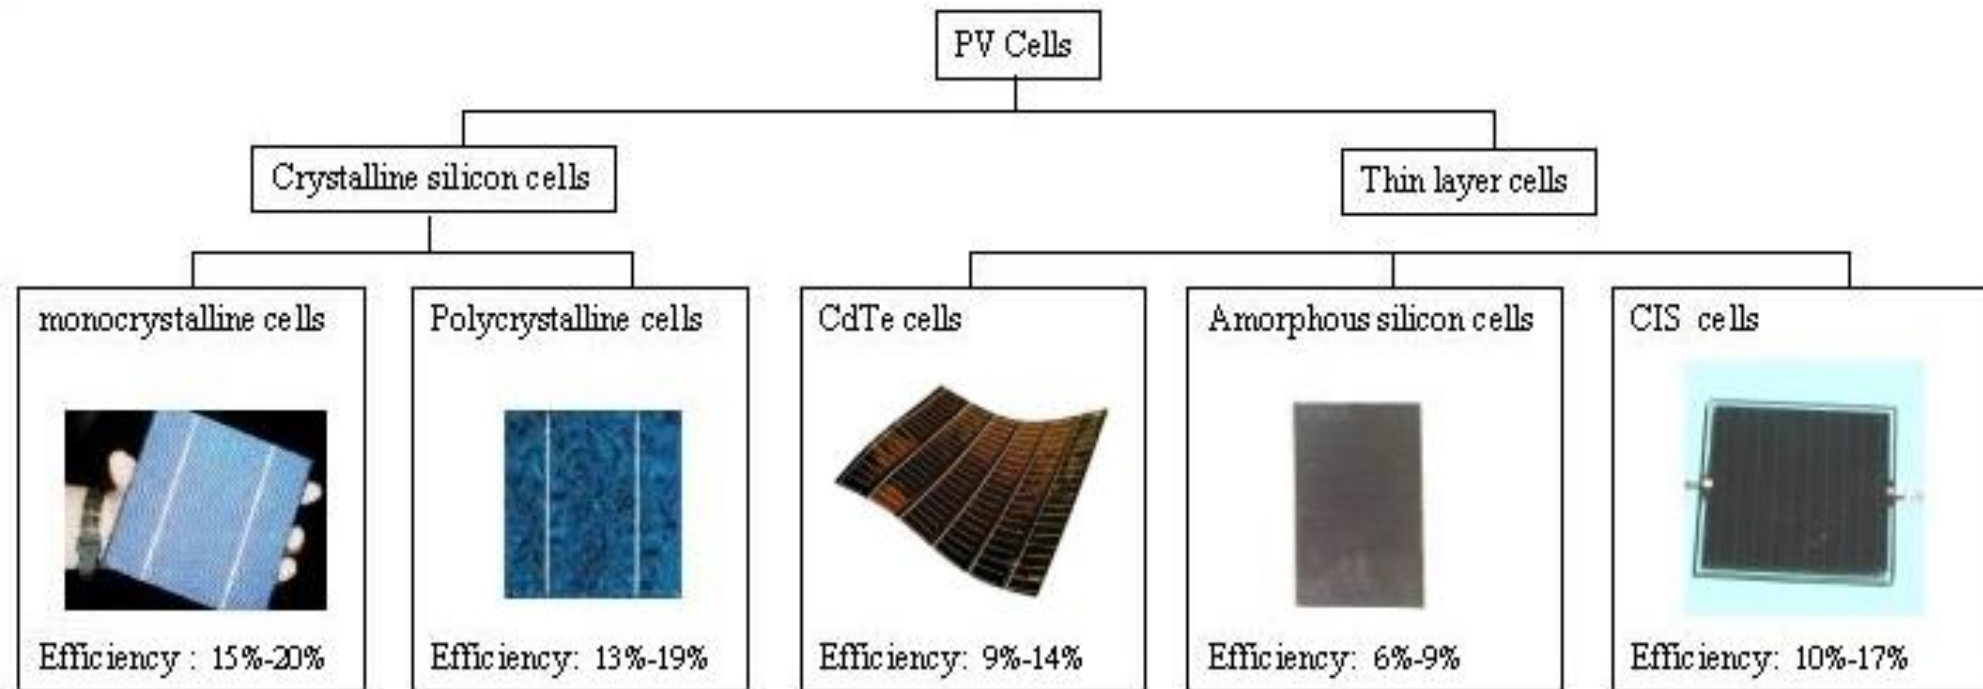 PV Cells
Crystalline silicon cells
Thin layer cells
monocrystalline cells
Polycrystalline cells
CdTe cells
Amorphous silicon cells
CIS cells
Efficiency : 15%-20%
Efficiency: 13%-19%
Efficiency: 9%-14%
Efficiency: 6%-9%
Efficiency: 10%-17%